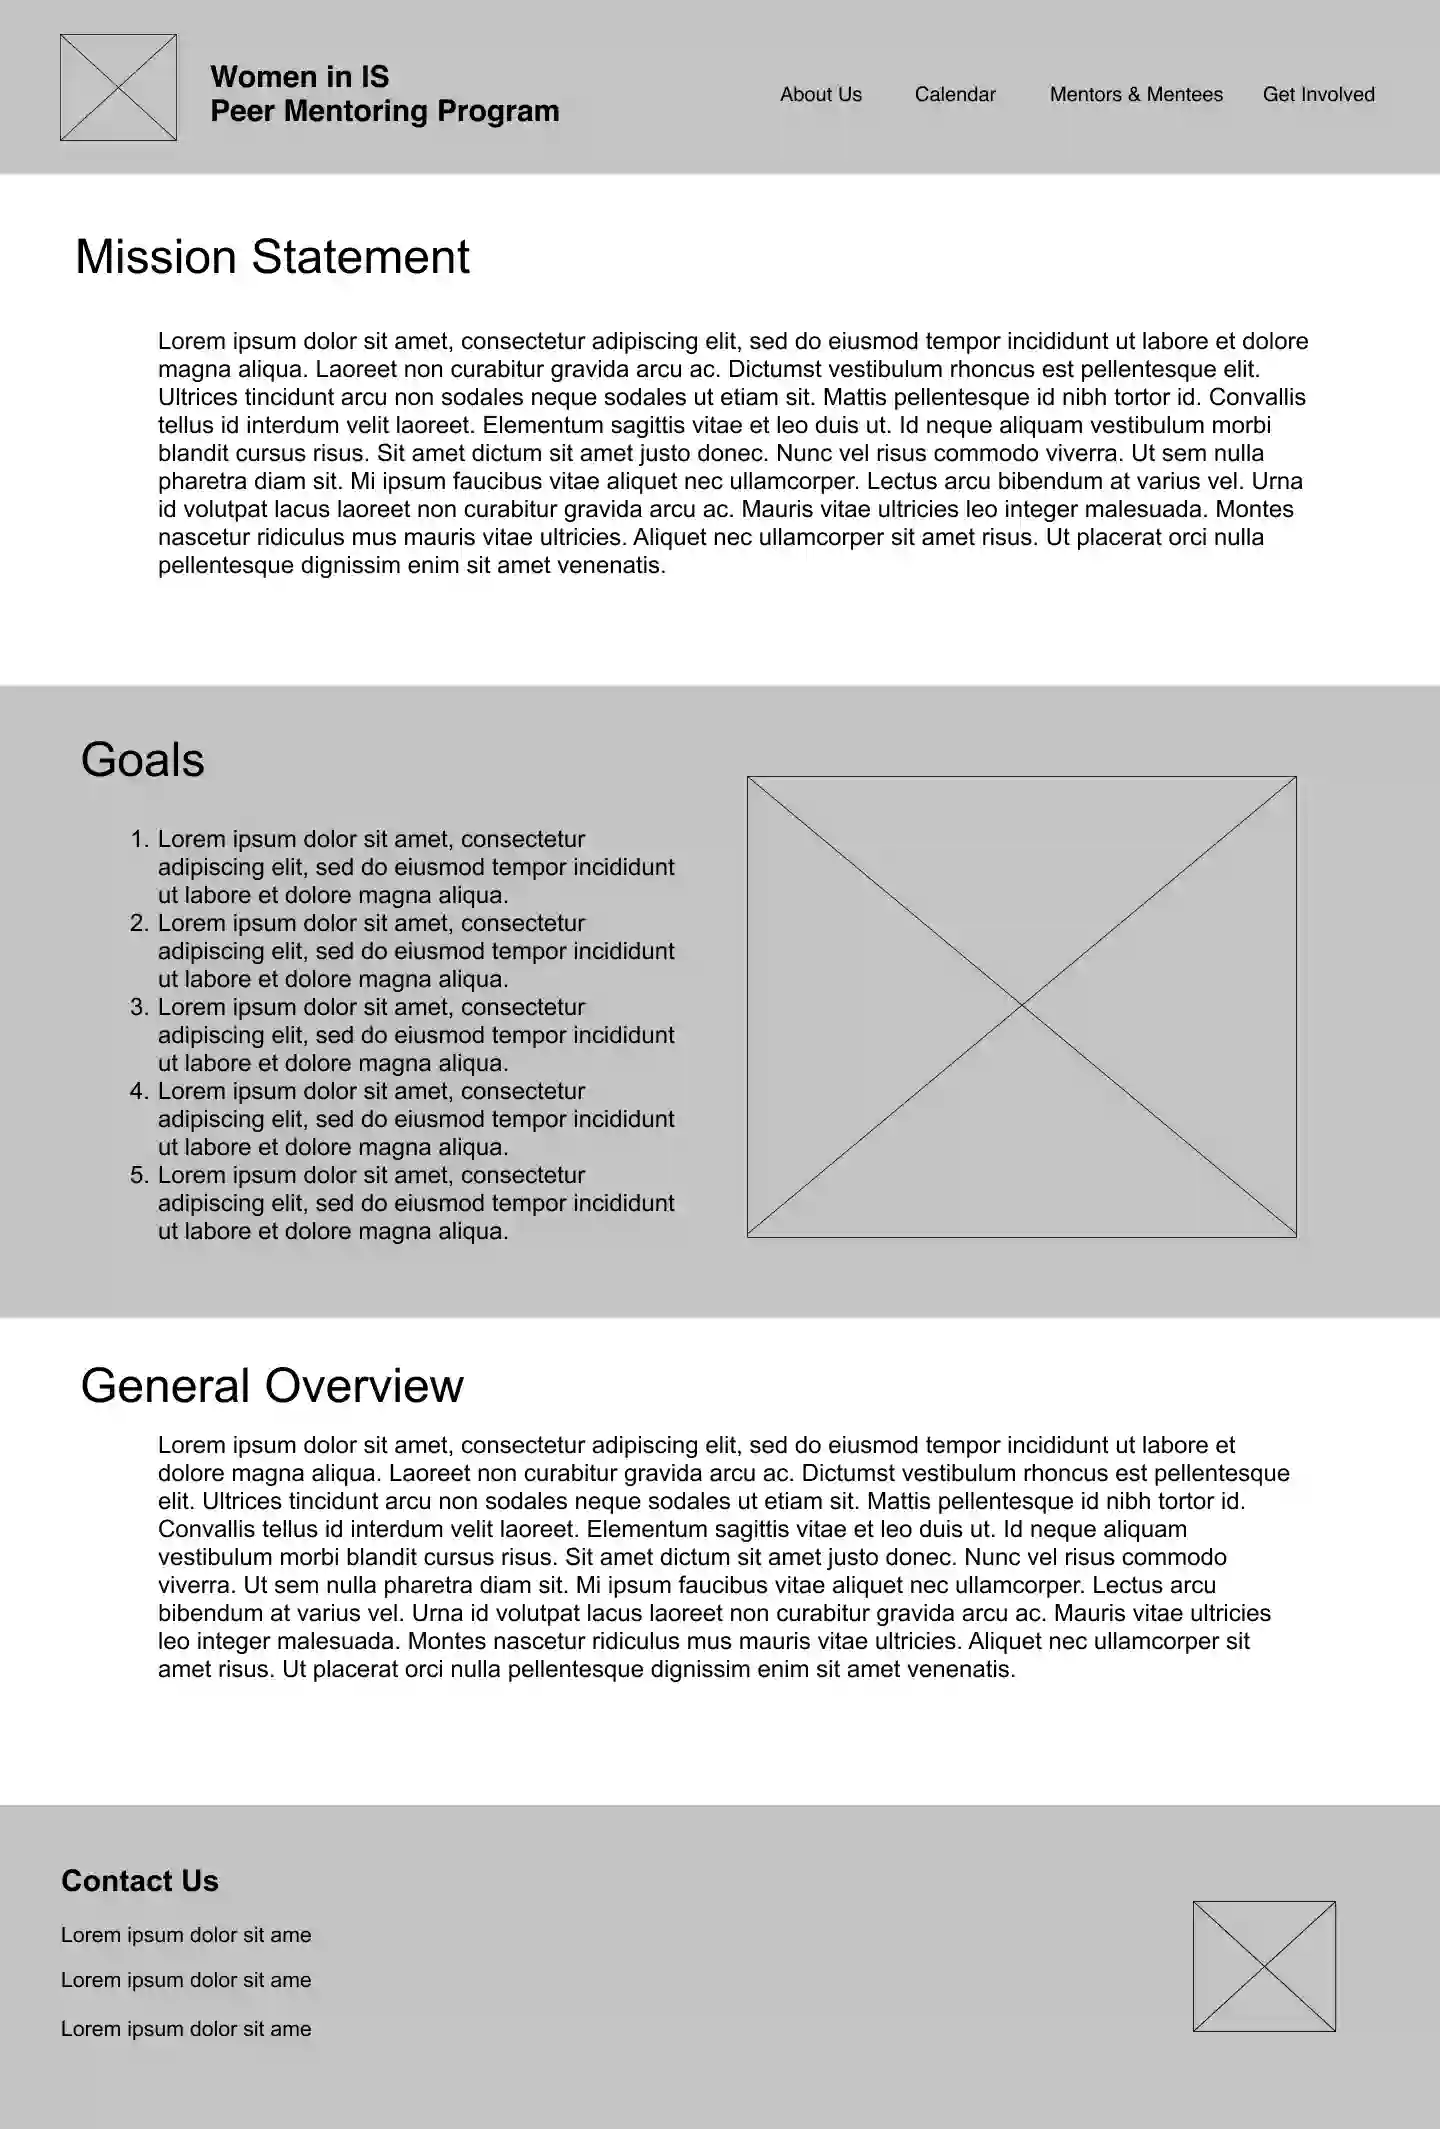 Women in IS
Peer Mentoring Program
About Us
Calendar
Mentors & Mentees
Get Involved
Mission Statement
Lorem ipsum dolor sit amet, consectetur adipiscing elit, sed do eiusmod tempor incididunt ut labore et dolore
magna aliqua. Laoreet non curabitur gravida arcu ac. Dictumst vestibulum rhoncus est pellentesque elit.
Ultrices tincidunt arcu non sodales neque sodales ut etiam sit. Mattis pellentesque id nibh tortor id. Convallis
tellus id interdum velit laoreet. Elementum sagittis vitae et leo duis ut. Id neque aliquam vestibulum morbi
blandit cursus risus. Sit amet dictum sit amet justo donec. Nunc vel risus commodo viverra. Ut sem nulla
pharetra diam sit. Mi ipsum faucibus vitae aliquet nec ullamcorper. Lectus arcu bibendum at varius vel. Urna
id volutpat lacus laoreet non curabitur gravida arcu ac. Mauris vitae ultricies leo integer malesuada. Montes
nascetur ridiculus mus mauris vitae ultricies. Aliquet nec ullamcorper sit amet risus. Ut placerat orci nulla
pellentesque dignissim enim sit amet venenatis.
Goals
1. Lorem ipsum dolor sit amet, consectetur
adipiscing elit, sed do eiusmod tempor incididunt
ut labore et dolore magna aliqua.
2. Lorem ipsum dolor sit amet, consectetur
adipiscing elit, sed do eiusmod tempor incididunt
ut labore et dolore magna aliqua.
3. Lorem ipsum dolor sit amet, consectetur
adipiscing elit, sed do eiusmod tempor incididunt
ut labore et dolore magna aliqua.
4. Lorem ipsum dolor sit amet, consectetur
adipiscing elit, sed do eiusmod tempor incididunt
ut labore et dolore magna aliqua.
5. Lorem ipsum dolor sit amet, consectetur
adipiscing elit, sed do eiusmod tempor incididunt
ut labore et dolore magna aliqua.
General Overview
Lorem ipsum dolor sit amet, consectetur adipiscing elit, sed do eiusmod tempor incididunt ut labore et
dolore magna aliqua. Laoreet non curabitur gravida arcu ac. Dictumst vestibulum rhoncus est pellentesque
elit. Ultrices tincidunt arcu non sodales neque sodales ut etiam sit. Mattis pellentesque id nibh tortor id.
Convallis tellus id interdum velit laoreet. Elementum sagittis vitae et leo duis ut. Id neque aliquam
vestibulum morbi blandit cursus risus. Sit amet dictum sit amet justo donec. Nunc vel risus commodo
viverra. Ut sem nulla pharetra diam sit. Mi ipsum faucibus vitae aliquet nec ullamcorper. Lectus arcu
bibendum at varius vel. Urna id volutpat lacus laoreet non curabitur gravida arcu ac. Mauris vitae ultricies
leo integer malesuada. Montes nascetur ridiculus mus mauris vitae ultricies. Aliquet nec ullamcorper sit
amet risus. Ut placerat orci nulla pellentesque dignissim enim sit amet venenatis.
Contact Us
Lorem ipsum dolor sit ame
Lorem ipsum dolor sit ame
Lorem ipsum dolor sit ame